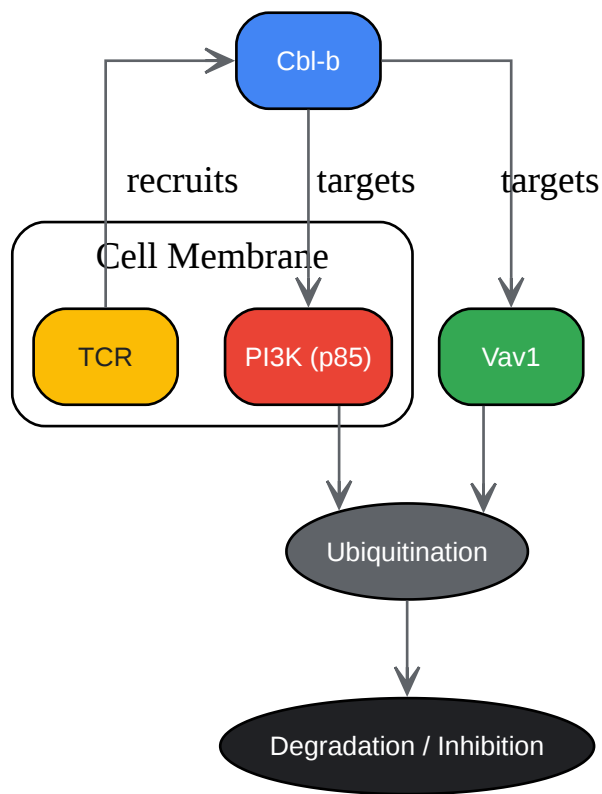 Cbl-b
recruits
targets
targets
Cell Membrane
TCR
PI3K (p85)
Vav1
Ubiquitination
Degradation / Inhibition